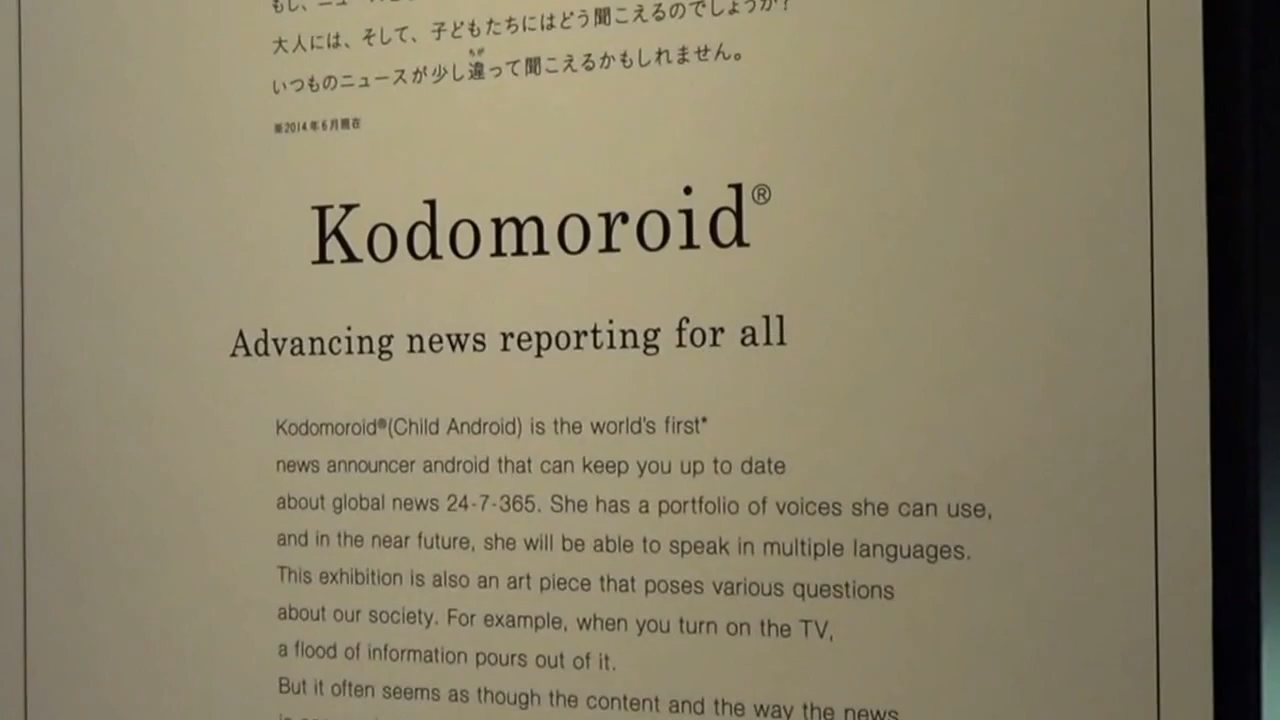 もし、ニュー
大人には、そして、子どもたちにはどう聞こえるのでしょうか？
いつものニュースが少し違って聞こえるかもしれません。
※2014年6月現在
Kodomoroid®
Advancing news reporting for all
Kodomoroid®(Child Android) is the world's first*
news announcer android that can keep you up to date
about global news 24-7-365. She has a portfolio of voices she can use,
and in the near future, she will be able to speak in multiple languages.
This exhibition is also an art piece that poses various questions
about our society. For example, when you turn on the TV,
a flood of information pours out of it.
But it often seems as though the content and the way the news